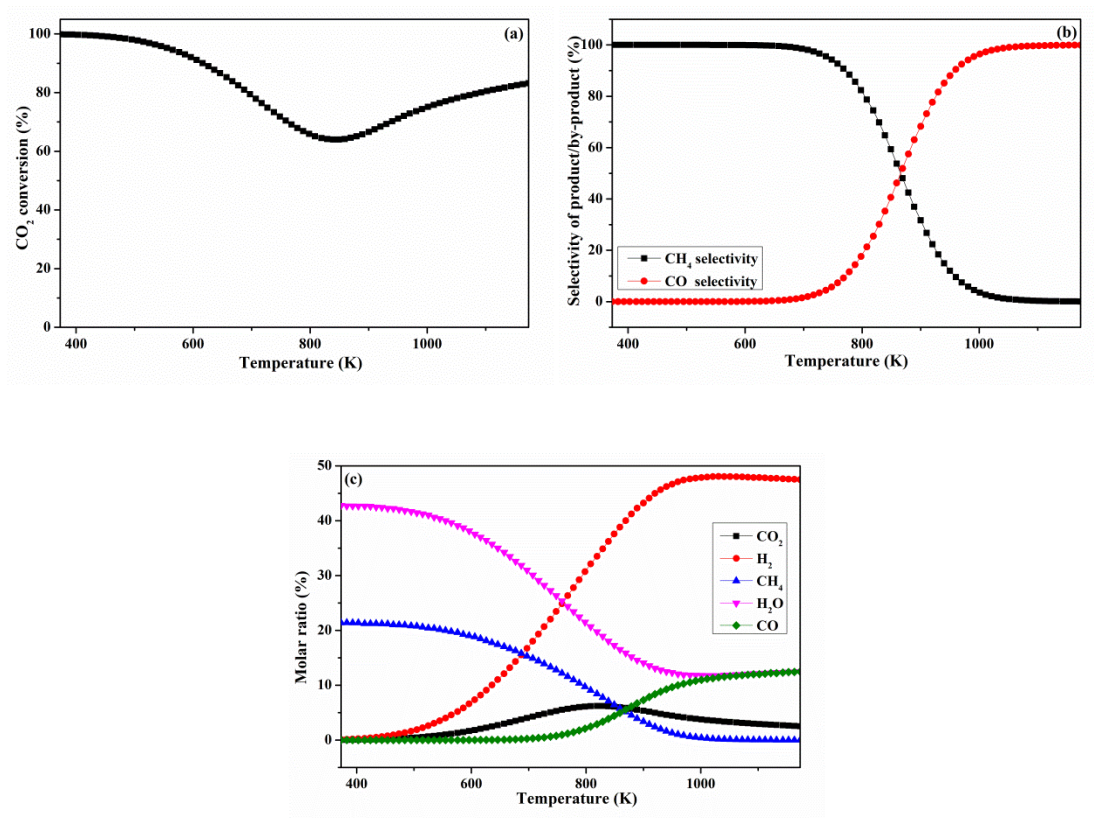 (a)
CO2 conversion (%)
100
80
60
40
20
0
400
600
800
1000
Temperature (K)
(b)
Selectivity of product/by-product (%)
100
80
60
40
20
0
CH4 selectivity
CO selectivity
400
600
800
1000
Temperature (K)
(c)
Molar ratio (%)
50
40
30
20
10
0
CO2
H2
CH4
H2O
CO
400
600
800
1000
Temperature (K)